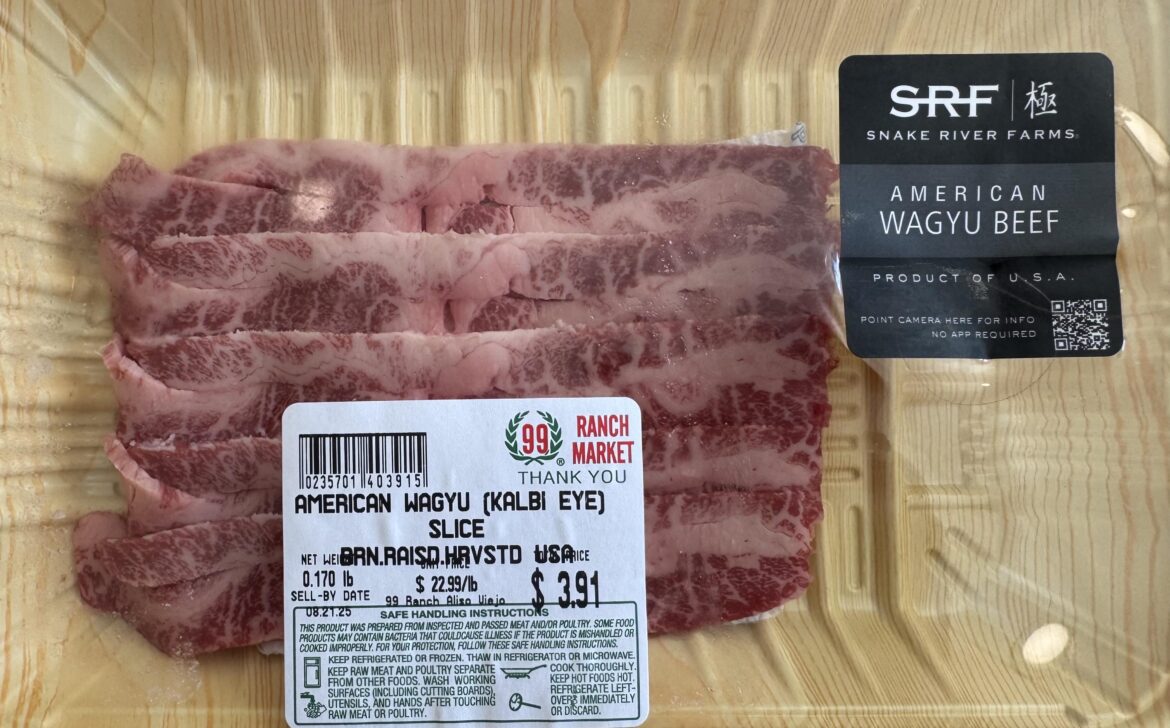 SRF 極
SNAKE RIVER FARMS
AMERICAN
WAGYU BEEF
PRODUCT OF U.S.A.
POINT CAMERA HERE FOR INFO
NO APP REQUIRED
99 ® RANCH
MARKET
THANK YOU
0235701 403915
AMERICAN WAGYU (KALBI EYE)
SLICE
BRN.RAISD.HRVSTD USA
NET WEI
0.170 lb
$ 22.99/lb
$ 3.91
SELL-BY DATE
08.21.25
99 Ranch Aliso Viejo
SAFE HANDLING INSTRUCTIONS
THIS PRODUCT WAS PREPARED FROM INSPECTED AND PASSED MEAT AND/OR POULTRY. SOME FOOD
PRODUCTS MAY CONTAIN BACTERIA THAT COULDCAUSE ILLNESS IF THE PRODUCT IS MISHANDLED OR
COOKED IMPROPERLY. FOR YOUR PROTECTION, FOLLOW THESE SAFE HANDLING INSTRUCTIONS.
KEEP REFRIGERATED OR FROZEN. THAW IN REFRIGERATOR OR MICROWAVE.
KEEP RAW MEAT AND POULTRY SEPARATE
FROM OTHER FOODS. WASH WORKING
SURFACES (INCLUDING CUTTING BOARDS),
UTENSILS, AND HANDS AFTER TOUCHING
RAW MEAT OR POULTRY.
COOK THOROUGHLY.
KEEP HOT FOODS HOT.
REFRIGERATE LEFT-
OVERS IMMEDIATELY
OR DISCARD.